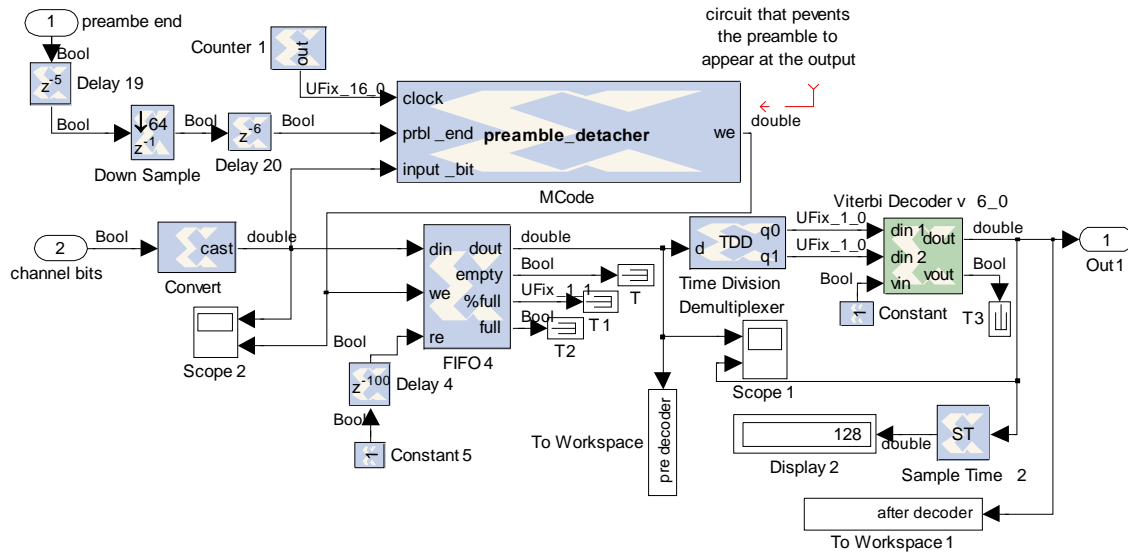 1
preambe end
Bool
z-5
Delay 19
Bool
↓64
z-1
Down Sample
Bool
z-6
Delay 20
Bool
Counter 1
out
UFix_16_0
clock
prbl _end
input _bit
preamble_detacher
we
MCode
double
circuit that pevents
the preamble to
appear at the output
2
channel bits
Bool
cast
Convert
double
Scope 2
din
we
re
dout
empty
%full
full
FIFO 4
double
Bool
UFix_1_1
Bool
T
T1
T2
Bool
z-100
Delay 4
Bool
1
Constant 5
d
TDD
q0
q1
Time Division
Demultiplexer
UFix_1_0
UFix_1_0
Viterbi Decoder v 6_0
din 1
din 2
vin
dout
vout
Bool
1
Constant
double
Bool
T3
1
Out1
Scope 1
pre decoder
To Workspace
128
Display 2
double
ST
Sample Time 2
after decoder
To Workspace 1